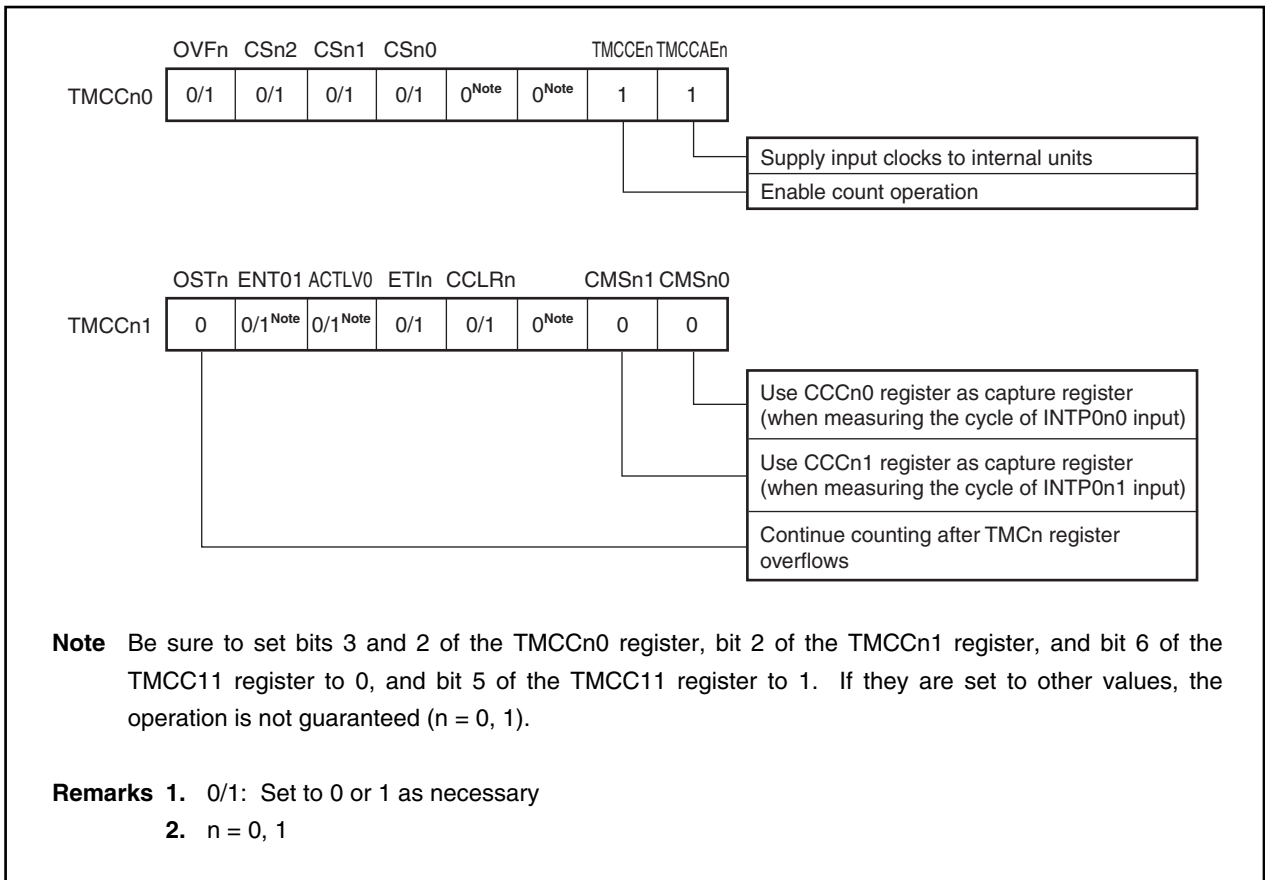 OVFn CSn2 CSn1 CSn0 TMCCEn TMCCAEn
TMCCn0 0/1 0/1 0/1 0/1 0Note 0Note 1 1
Supply input clocks to internal units
Enable count operation
OSTn ENT01 ACTLV0 ETIn CCLRn CMSn1 CMSn0
TMCCn1 0 0/1 Note 0/1 Note 0/1 0/1 0Note 0 0
Use CCCn0 register as capture register
(when measuring the cycle of INTP0n0 input)
Use CCCn1 register as capture register
(when measuring the cycle of INTP0n1 input)
Continue counting after TMCn register
overflows
Note Be sure to set bits 3 and 2 of the TMCCn0 register, bit 2 of the TMCCn1 register, and bit 6 of the
TMCC11 register to 0, and bit 5 of the TMCC11 register to 1. If they are set to other values, the
operation is not guaranteed (n = 0, 1).
Remarks 1. 0/1: Set to 0 or 1 as necessary
2. n = 0, 1